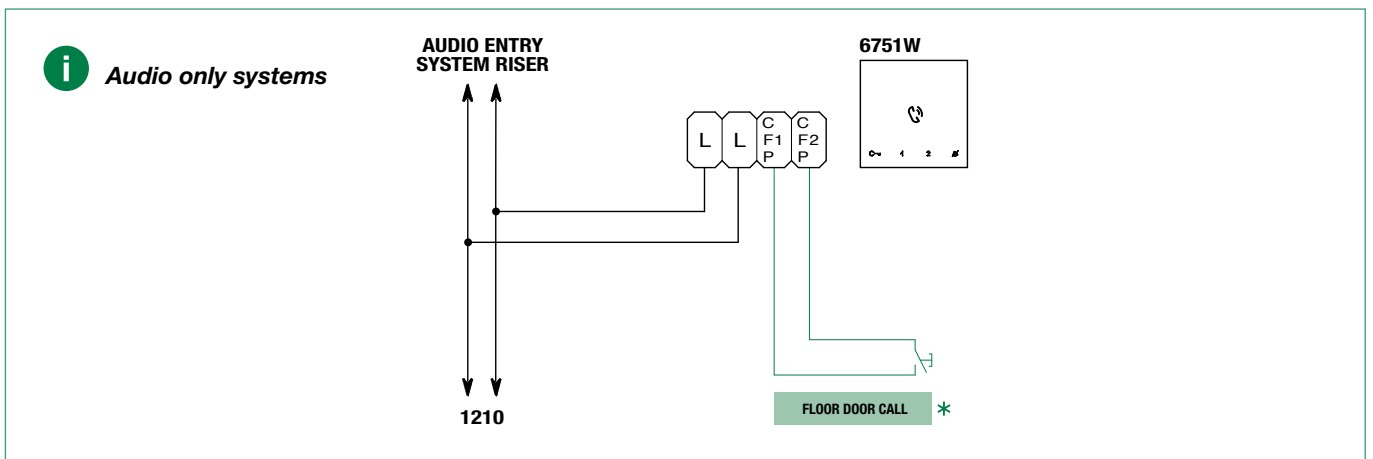 i
Audio only systems
AUDIO ENTRY
SYSTEM RISER
6751W
L L C F1 P C F2 P
1 2
1210
FLOOR DOOR CALL *